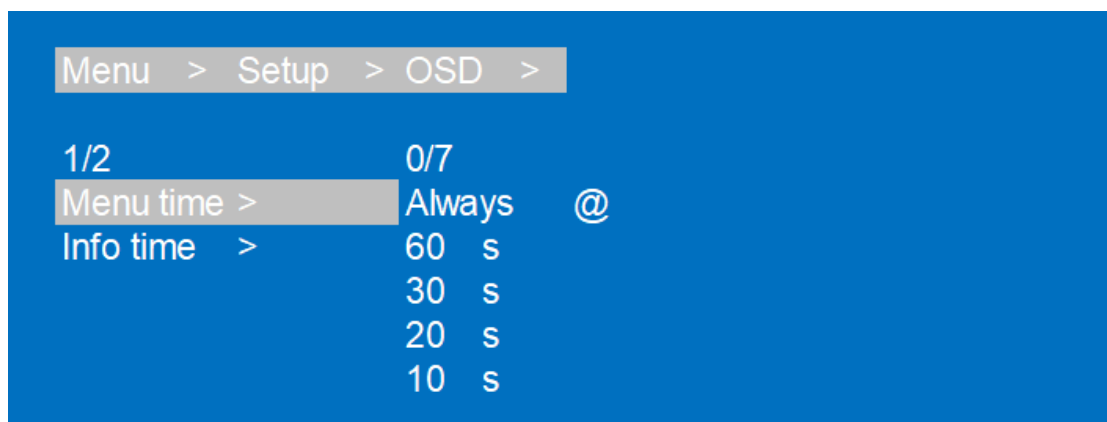 Menu > Setup > OSD >
1/2 0/7
Menu time > Always @
Info time > 60 s
30 s
20 s
10 s